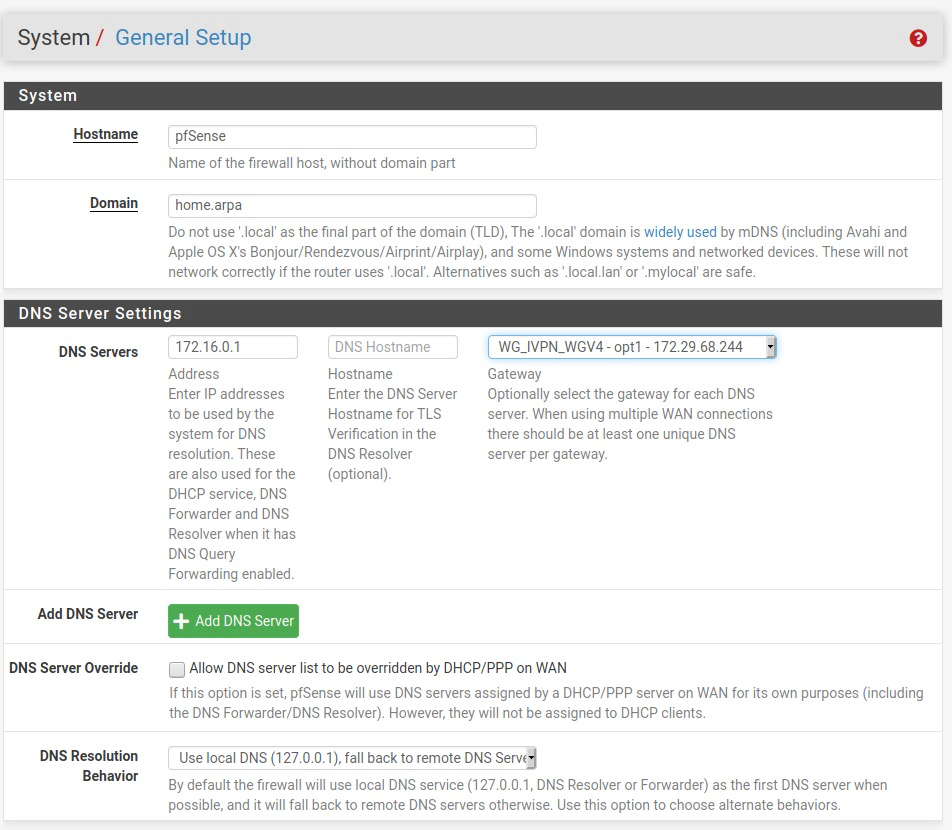 System / General Setup
System
Hostname
pfSense
Name of the firewall host, without domain part
Domain
home.arpa
Do not use '.local' as the final part of the domain (TLD), The '.local' domain is widely used by mDNS (including Avahi and
Apple OS X's Bonjour/Rendezvous/Airprint/Airplay), and some Windows systems and networked devices. These will not
network correctly if the router uses '.local'. Alternatives such as '.local.lan' or '.mylocal' are safe.
DNS Server Settings
DNS Servers
172.16.0.1
Address
Enter IP addresses
to be used by the
system for DNS
resolution. These
are also used for the
DHCP service, DNS
Forwarder and DNS
Resolver when it has
DNS Query
Forwarding enabled.
DNS Hostname
Hostname
Enter the DNS Server
Hostname for TLS
Verification in the
DNS Resolver
(optional).
WG_IVPN_WGV4 - opt1 - 172.29.68.244
Gateway
Optionally select the gateway for each DNS
server. When using multiple WAN connections
there should be at least one unique DNS
server per gateway.
Add DNS Server
Add DNS Server
DNS Server Override
Allow DNS server list to be overridden by DHCP/PPP on WAN
If this option is set, pfSense will use DNS servers assigned by a DHCP/PPP server on WAN for its own purposes (including
the DNS Forwarder/DNS Resolver). However, they will not be assigned to DHCP clients.
DNS Resolution
Behavior
Use local DNS (127.0.0.1), fall back to remote DNS Serve
By default the firewall will use local DNS service (127.0.0.1, DNS Resolver or Forwarder) as the first DNS server when
possible, and it will fall back to remote DNS servers otherwise. Use this option to choose alternate behaviors.